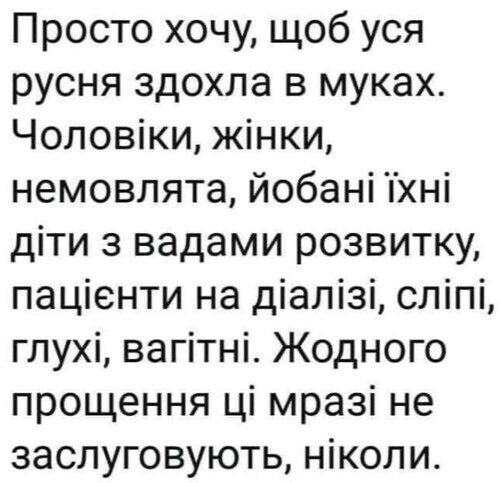 Просто хочу, щоб уся
русня здохла в муках.
Чоловіки, жінки,
немовлята, йобані їхні
діти з вадами розвитку,
пацієнти на діалізі, сліпі,
глухі, вагітні. Жодного
прощення ці мразі не
заслуговують, ніколи.